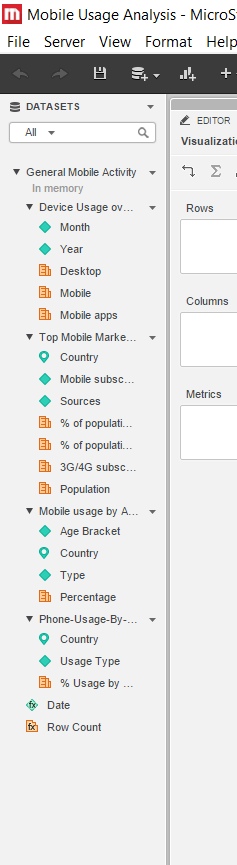 Mobile Usage Analysis - MicroS
File Server View Format Help
DATASETS
All
General Mobile Activity
In memory
Device Usage ov...
Month
Year
Desktop
Mobile
Mobile apps
Top Mobile Marke...
Country
Mobile subsc...
Sources
% of populati...
% of populati...
3G/4G subsc...
Population
Mobile usage by A...
Age Bracket
Country
Type
Percentage
Phone-Usage-By-...
Country
Usage Type
% Usage by ...
fx Date
fx Row Count
EDITOR
Visualizati
Rows
Columns
Metrics